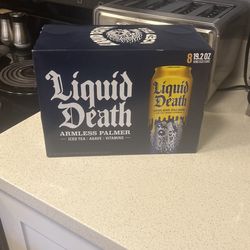 Liquid
Death
ARMLESS PALMER
ICED TEA • AGAVE • VITAMINS
8 19.2 OZ
Liquid
Death